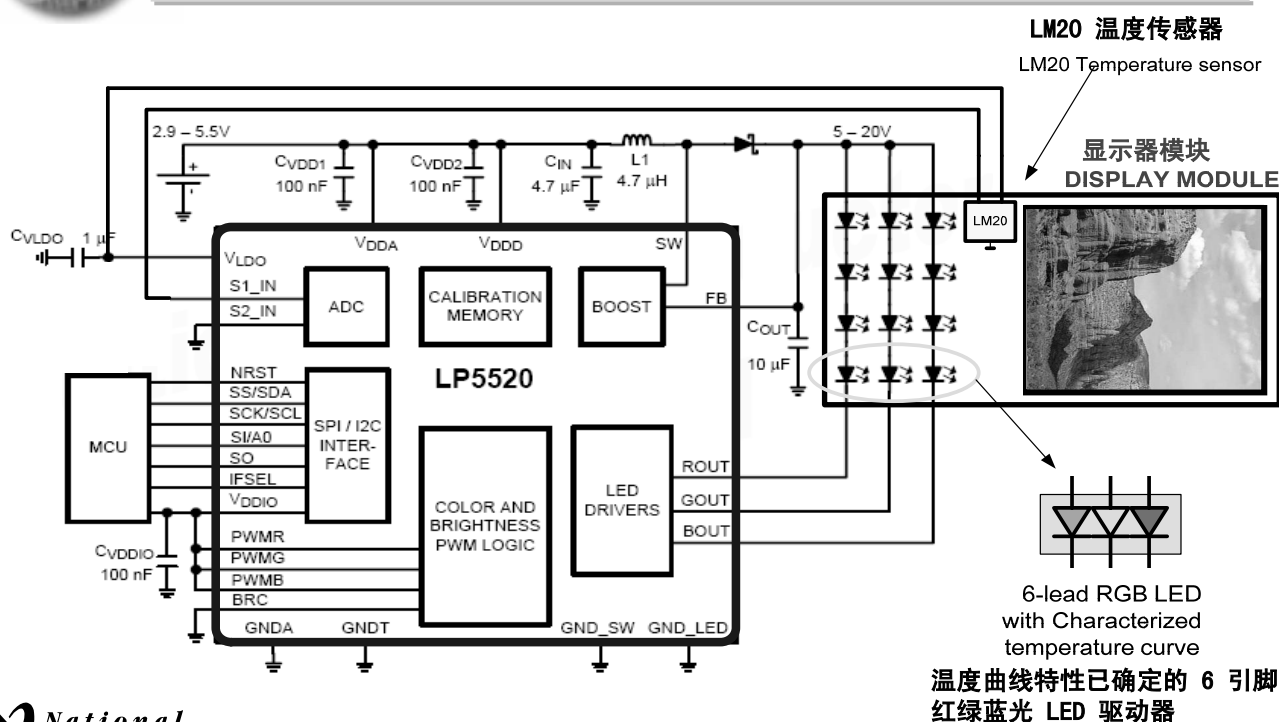 LM20 温度传感器
LM20 Temperature sensor
2.9 – 5.5V
5 – 20V
CVDD1
100 nF
CVDD2
100 nF
CIN
4.7 μF
L1
4.7 μH
显示器模块
DISPLAY MODULE
LM20
CVLDO
1 μF
VLDO
VDDA
VDDD
SW
S1_IN
S2_IN
ADC
CALIBRATION
MEMORY
BOOST
FB
COUT
10 μF
LP5520
MCU
NRST
SS/SDA
SCK/SCL
SI/A0
SO
IFSEL
VDDIO
SPI / I2C
INTER-
FACE
CVDDIO
100 nF
PWMR
PWMG
PWMB
BRC
COLOR AND
BRIGHTNESS
PWM LOGIC
LED
DRIVERS
ROUT
GOUT
BOUT
GNDA
GNDT
GND_SW
GND_LED
6-lead RGB LED
with Characterized
temperature curve
温度曲线特性已确定的 6 引脚
红绿蓝光 LED 驱动器
National